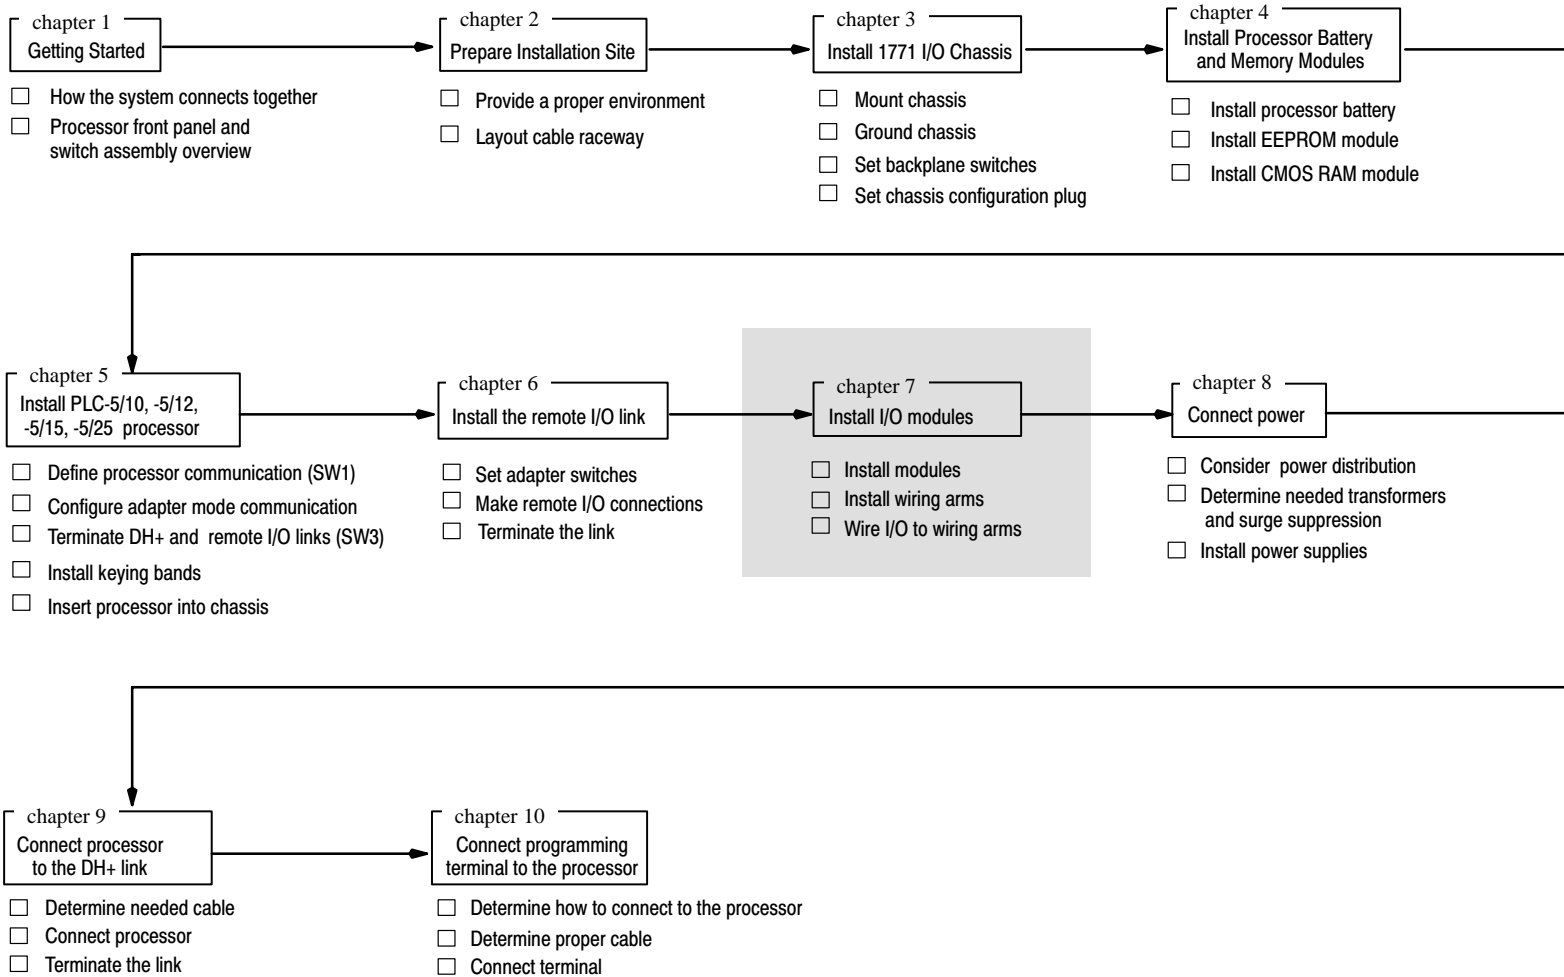 chapter 1
Getting Started
How the system connects together
Processor front panel and
switch assembly overview
chapter 2
Prepare Installation Site
Provide a proper environment
Layout cable raceway
chapter 3
Install 1771 I/O Chassis
Mount chassis
Ground chassis
Set backplane switches
Set chassis configuration plug
chapter 4
Install Processor Battery
and Memory Modules
Install processor battery
Install EEPROM module
Install CMOS RAM module
chapter 5
Install PLC-5/10, -5/12,
-5/15, -5/25 processor
Define processor communication (SW1)
Configure adapter mode communication
Terminate DH+ and remote I/O links (SW3)
Install keying bands
Insert processor into chassis
chapter 6
Install the remote I/O link
Set adapter switches
Make remote I/O connections
Terminate the link
chapter 7
Install I/O modules
Install modules
Install wiring arms
Wire I/O to wiring arms
chapter 8
Connect power
Consider power distribution
Determine needed transformers
and surge suppression
Install power supplies
chapter 9
Connect processor
to the DH+ link
Determine needed cable
Connect processor
Terminate the link
chapter 10
Connect programming
terminal to the processor
Determine how to connect to the processor
Determine proper cable
Connect terminal